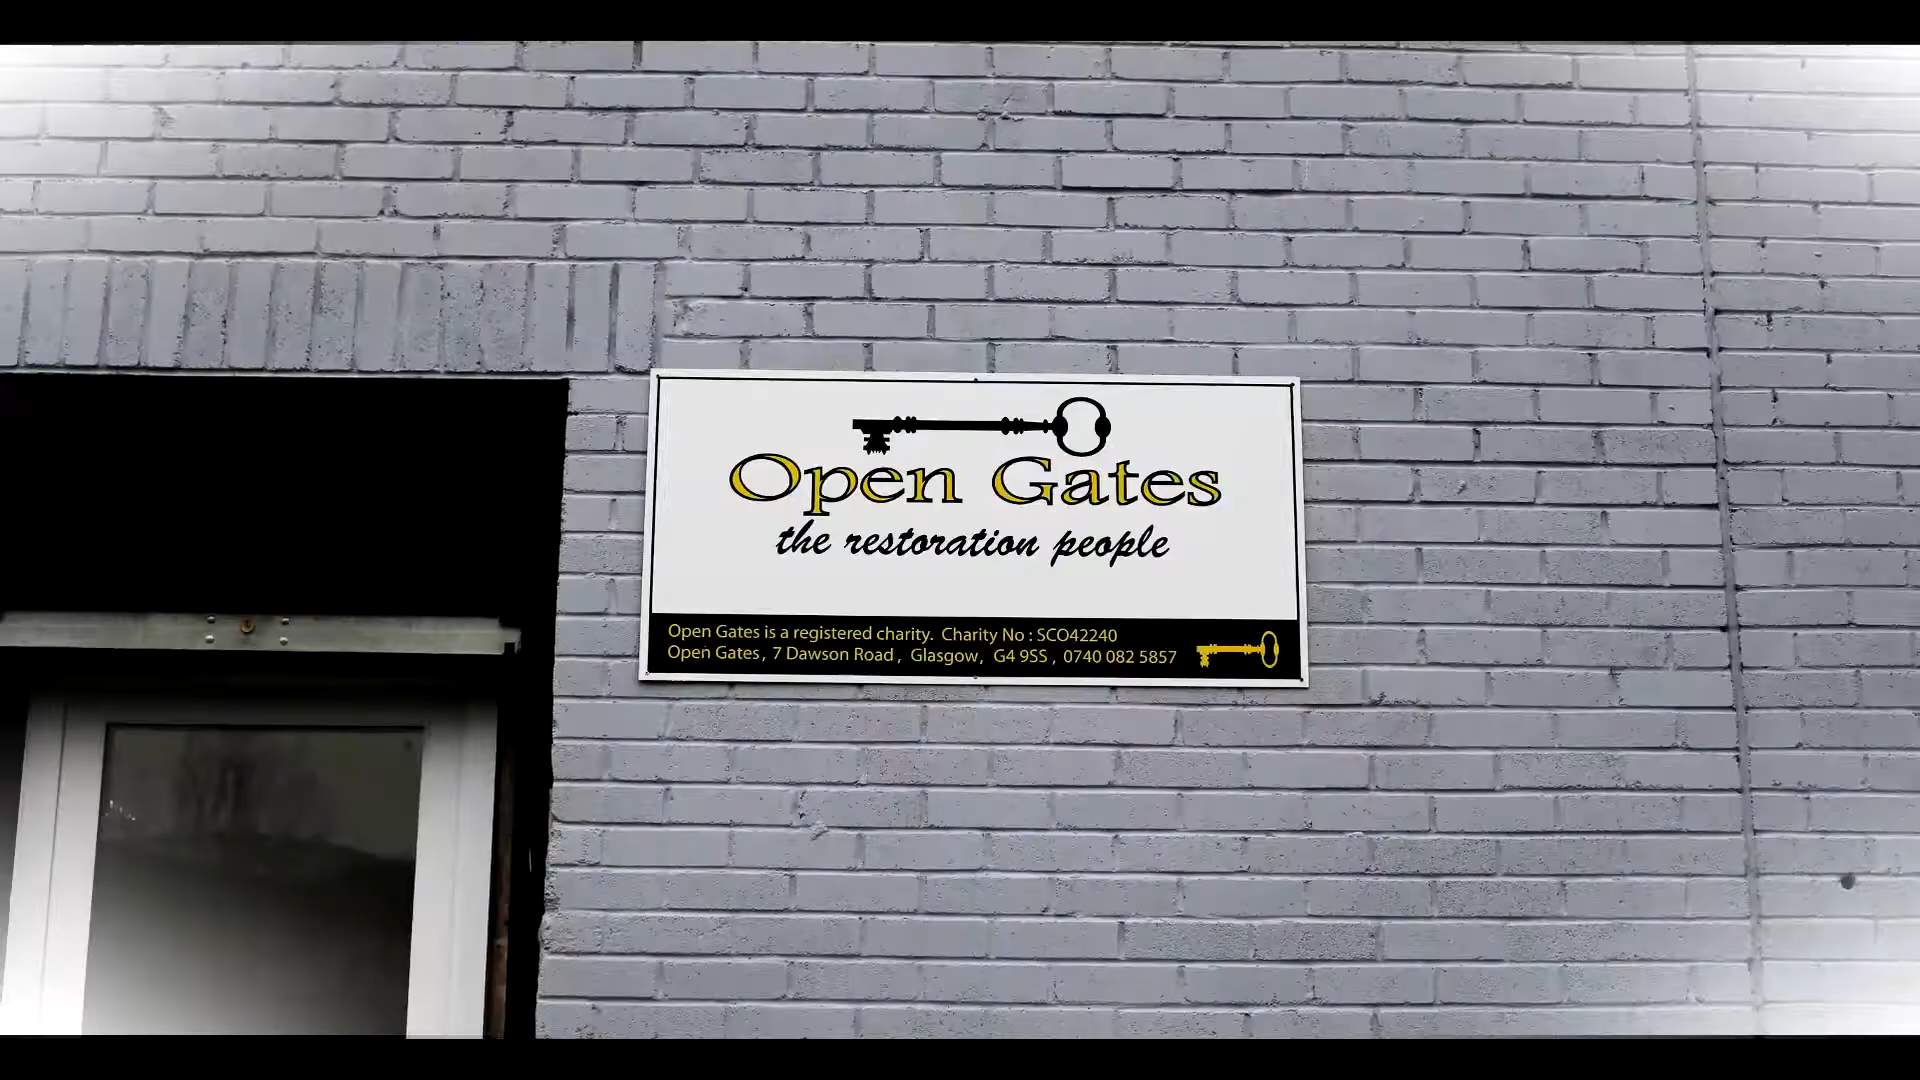 Open Gates
the restoration people
Open Gates is a registered charity. Charity No : SCO42240
Open Gates, 7 Dawson Road, Glasgow, G4 9SS , 0740 082 5857